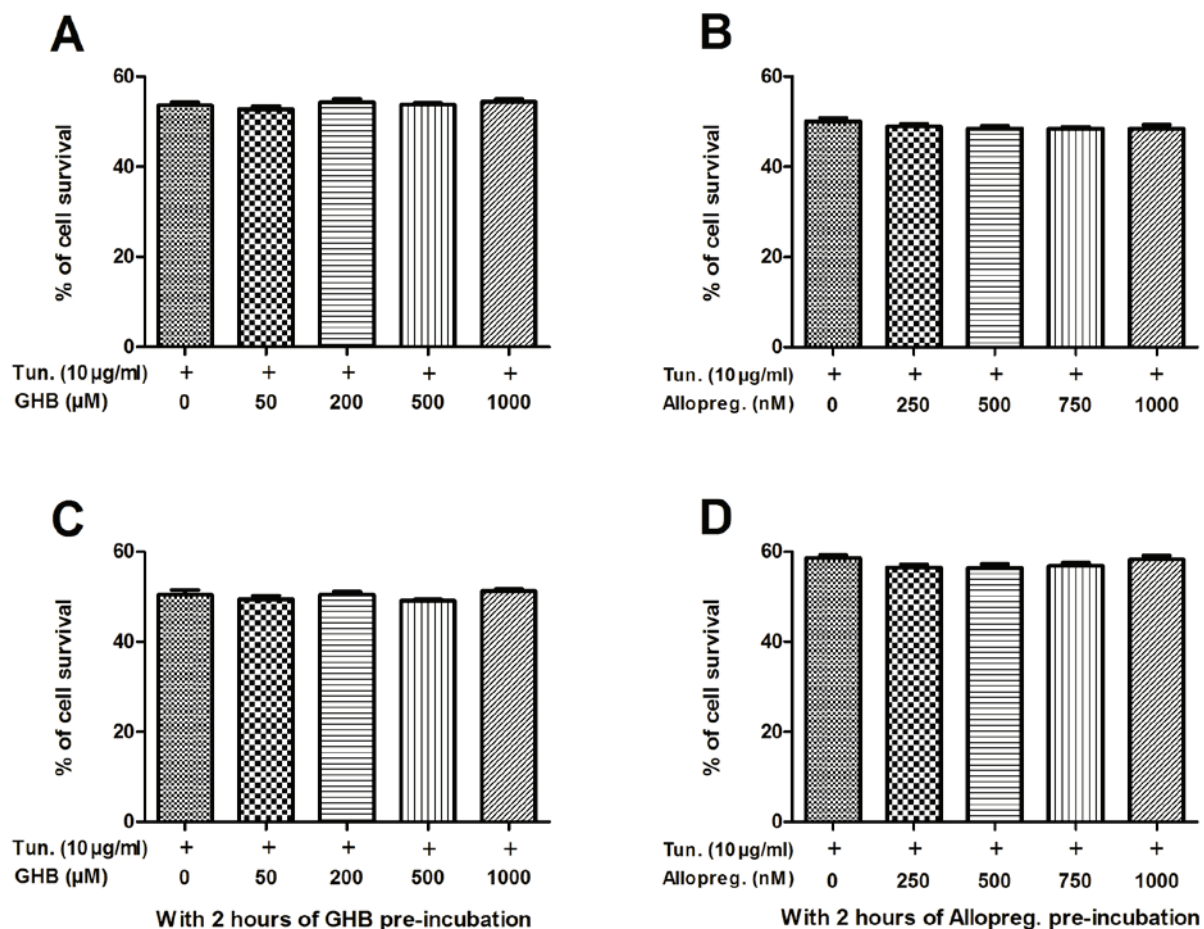 A
% of cell survival
60
40
20
0
Tun. (10 µg/ml) + + + + +
GHB (µM) 0 50 200 500 1000
B
% of cell survival
60
40
20
0
Tun. (10 µg/ml) + + + + +
Allopreg. (nM) 0 250 500 750 1000
C
% of cell survival
60
40
20
0
Tun. (10 µg/ml) + + + + +
GHB (µM) 0 50 200 500 1000
With 2 hours of GHB pre-incubation
D
% of cell survival
60
40
20
0
Tun. (10 µg/ml) + + + + +
Allopreg. (nM) 0 250 500 750 1000
With 2 hours of Allopreg. pre-incubation